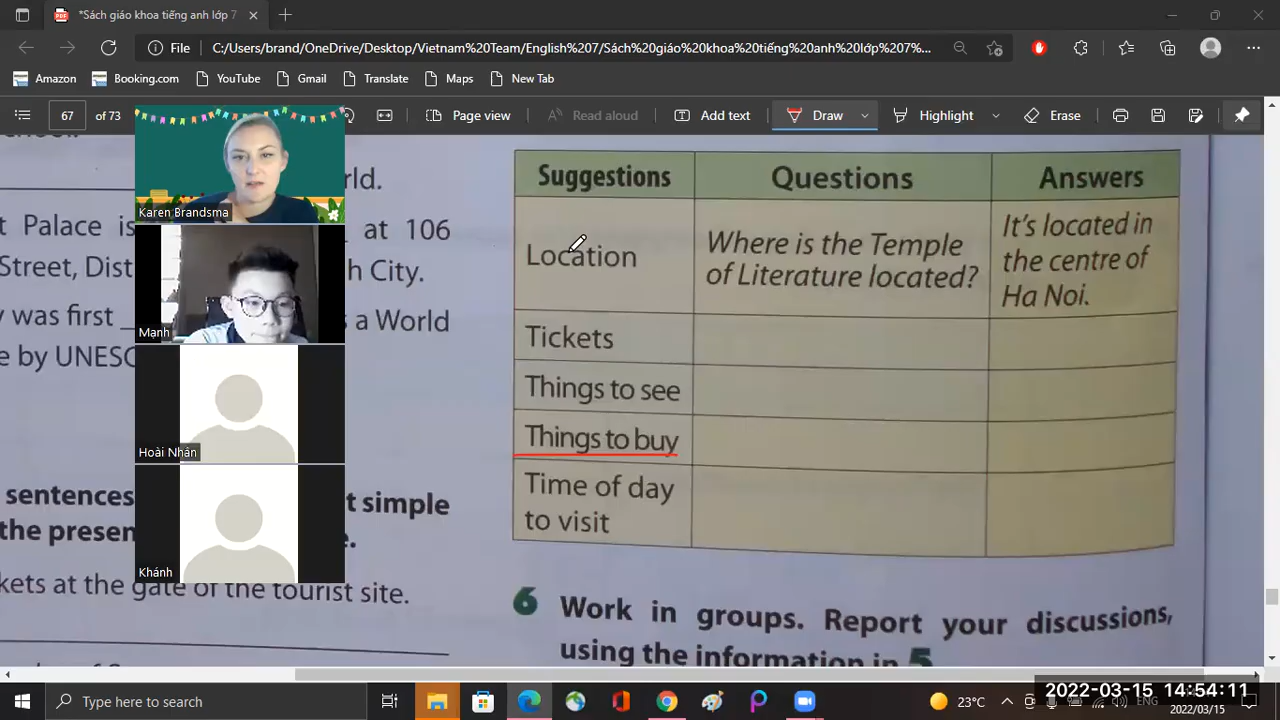 *Sách giáo khoa tiếng anh lớp 7
File
C:/Users/brand/OneDrive/Desktop/Vietnam%20Team/English%207/Sách%20giáo%20khoa%20tiếng%20anh%20lớp%207%...
Amazon
Booking.com
YouTube
Gmail
Translate
Maps
New Tab
67 of 73
Page view
Read aloud
Add text
Draw
Highlight
Erase
Karen Brandsma
Mạnh
Hoài Nhân
Khánh
rld.
t Palace is at 106
Street, Dist h City.
y was first _ s a World
e by UNESC
sentences t simple
the presen e.
kets at the gate of the tourist site.
Suggestions Questions Answers
Location
Where is the Temple
of Literature located?
It's located in
the centre of
Ha Noi.
Tickets
Things to see
Things to buy
Time of day
to visit
6 Work in groups. Report your discussions,
using the information in 5
Type here to search
23°C
ENG
2022-03-15 14:54:11
2022/03/15